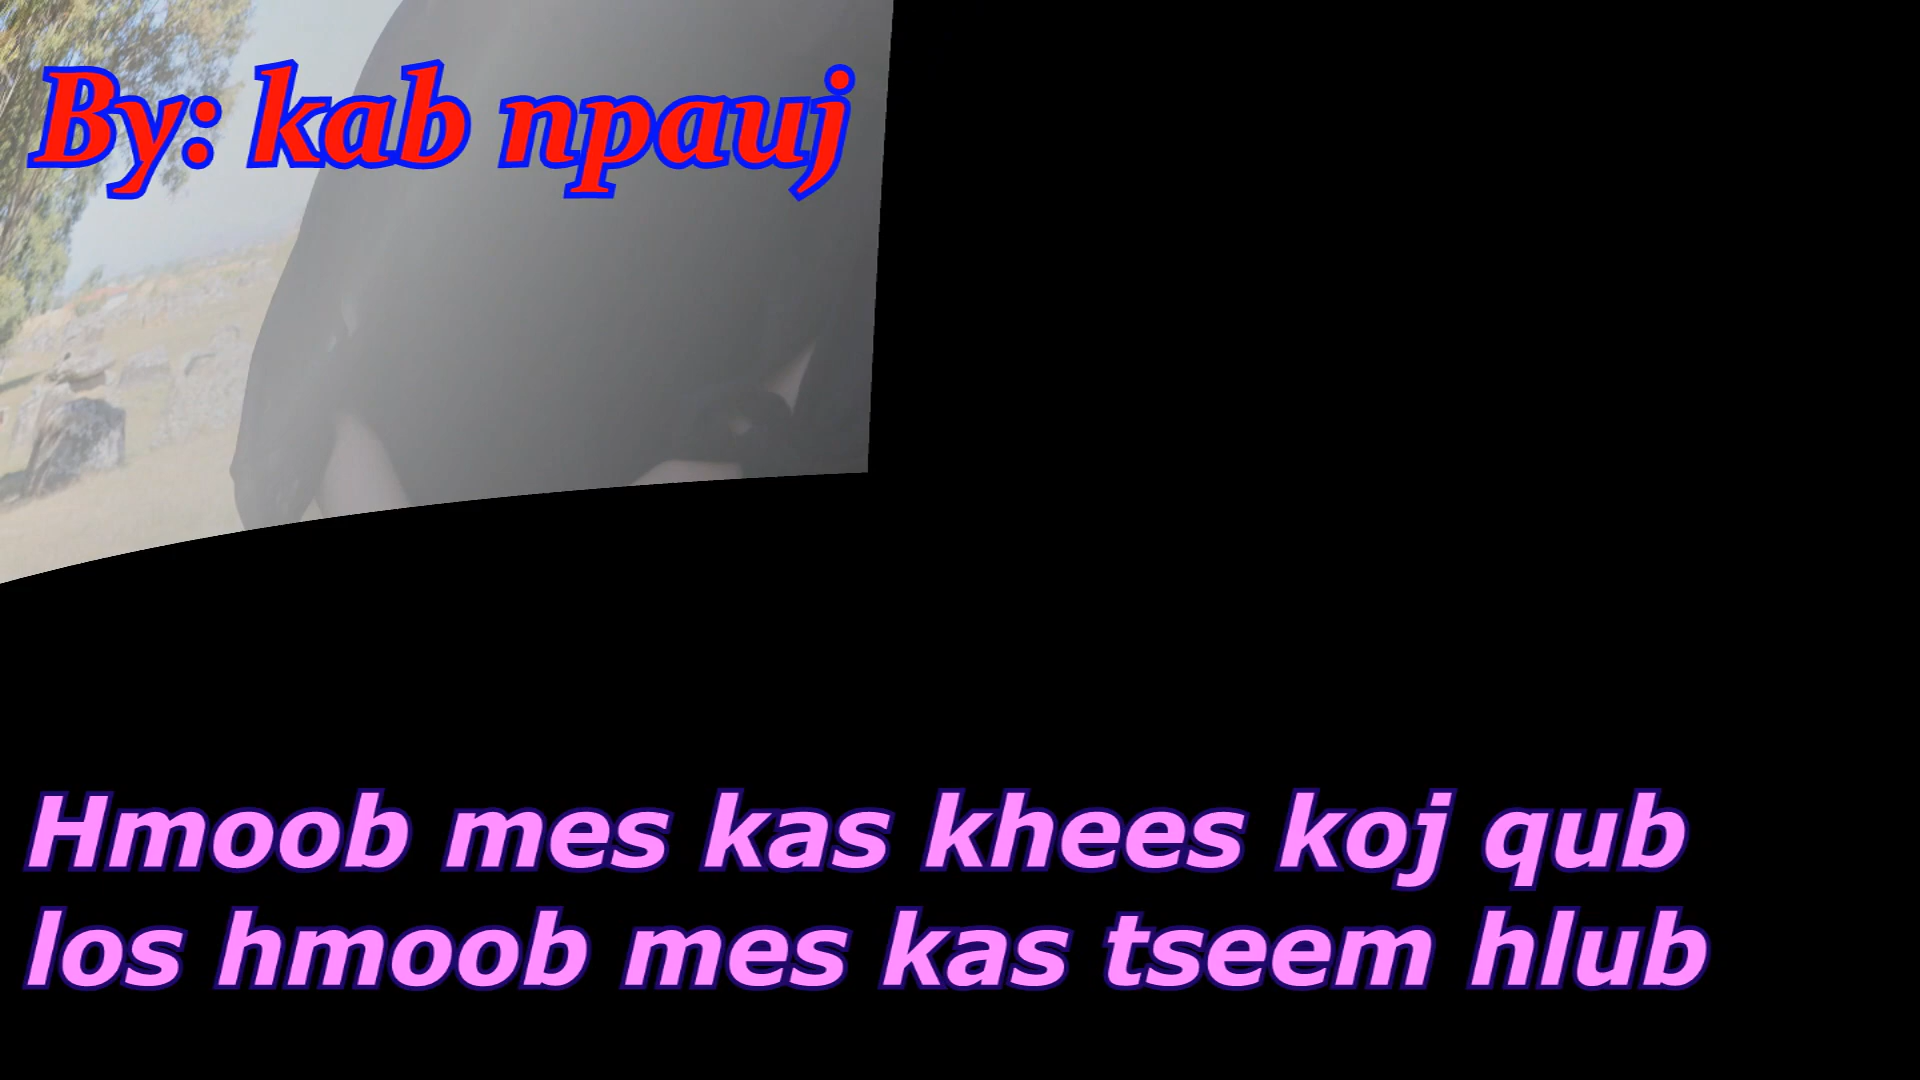 By: kab npauj
Hmoob mes kas khees koj qub
los hmoob mes kas tseem hlub